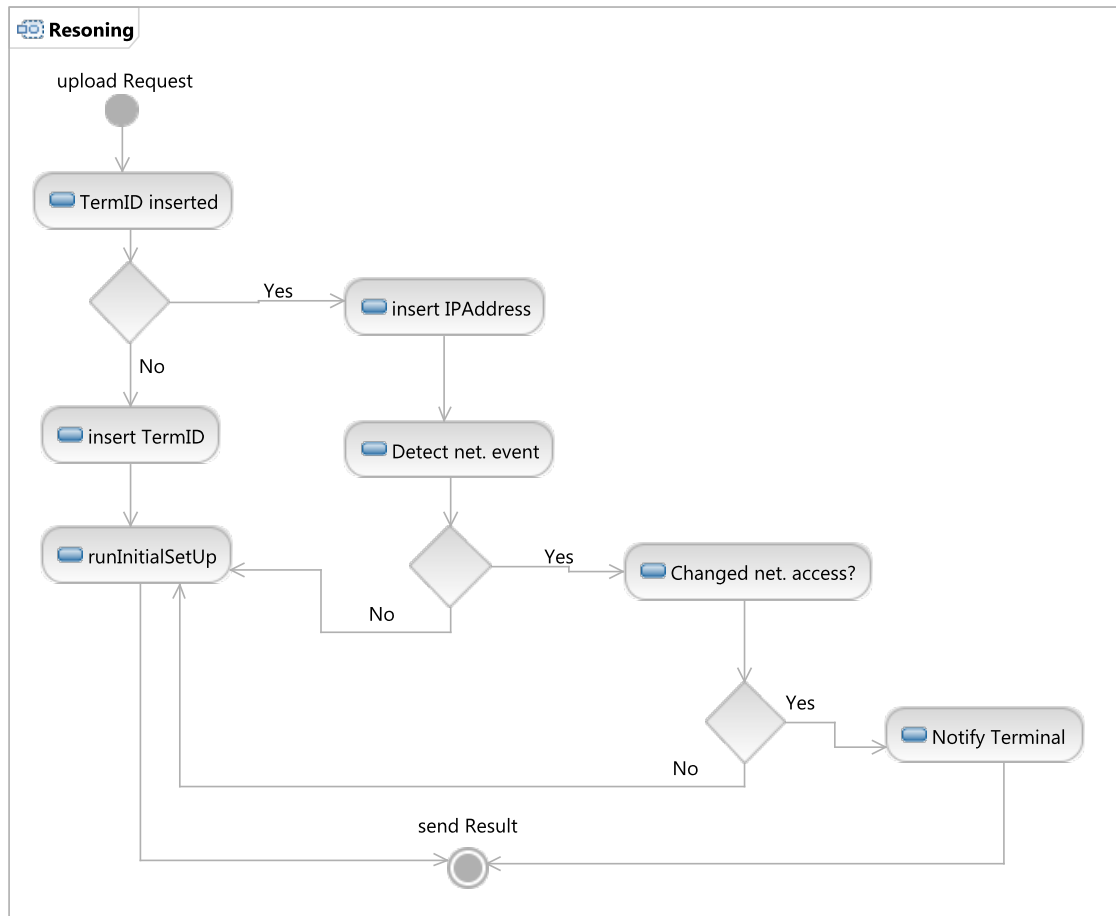 Resoning
upload Request
TermID inserted
Yes
insert IPAddress
No
insert TermID
Detect net. event
runInitialSetUp
Yes
Changed net. access?
No
Yes
Notify Terminal
No
send Result